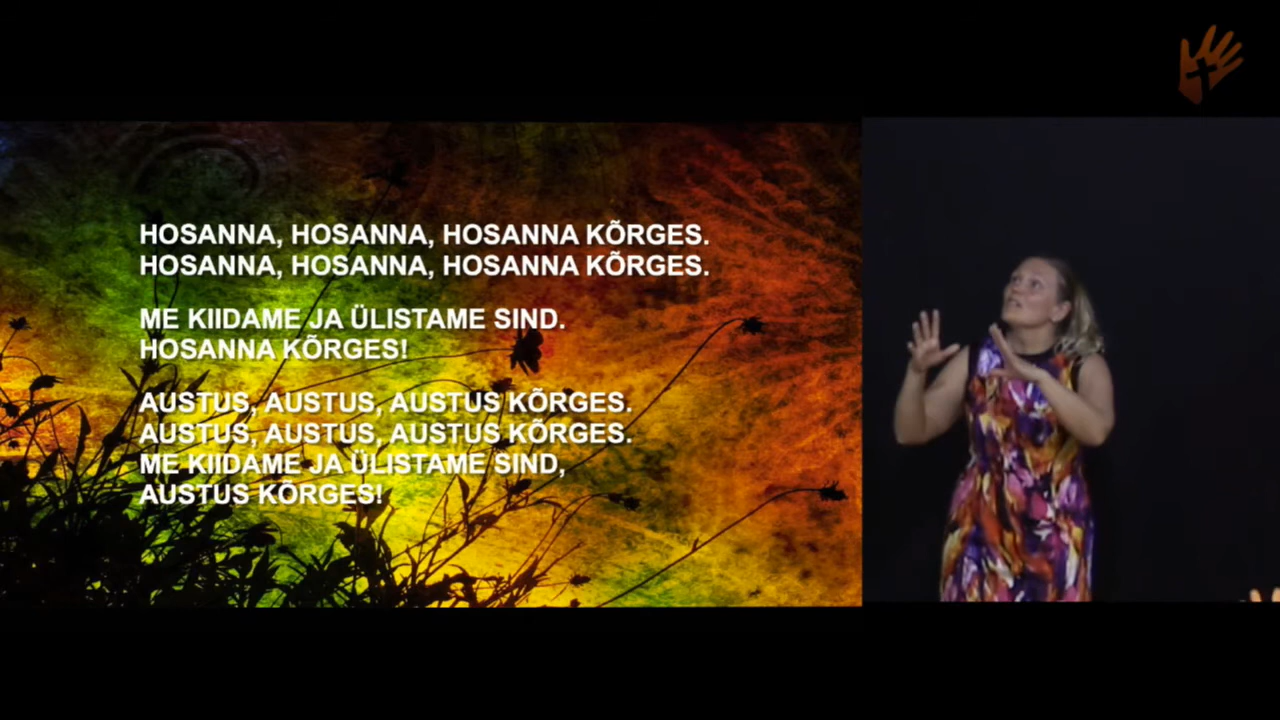 HOSANNA, HOSANNA, HOSANNA KÕRGES.
HOSANNA, HOSANNA, HOSANNA KÕRGES.
ME KIIDAME JA ÜLISTAME SIND.
HOSANNA KÕRGES!
AUSTUS, AUSTUS, AUSTUS KÕRGES.
AUSTUS, AUSTUS, AUSTUS KÕRGES.
ME KIIDAME JA ÜLISTAME SIND,
AUSTUS KÕRGES!